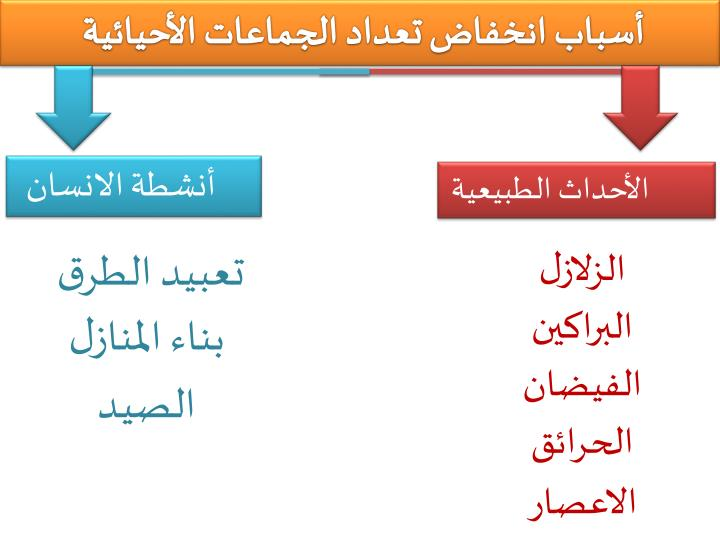 أسباب انخفاض تعداد الجماعات الأحيائية
الأحداث الطبيعية
الزلازل
البراكين
الفيضان
الحرائق
الاعصار
أنشطة الانسان
تعبيد الطرق
بناء المنازل
الصيد